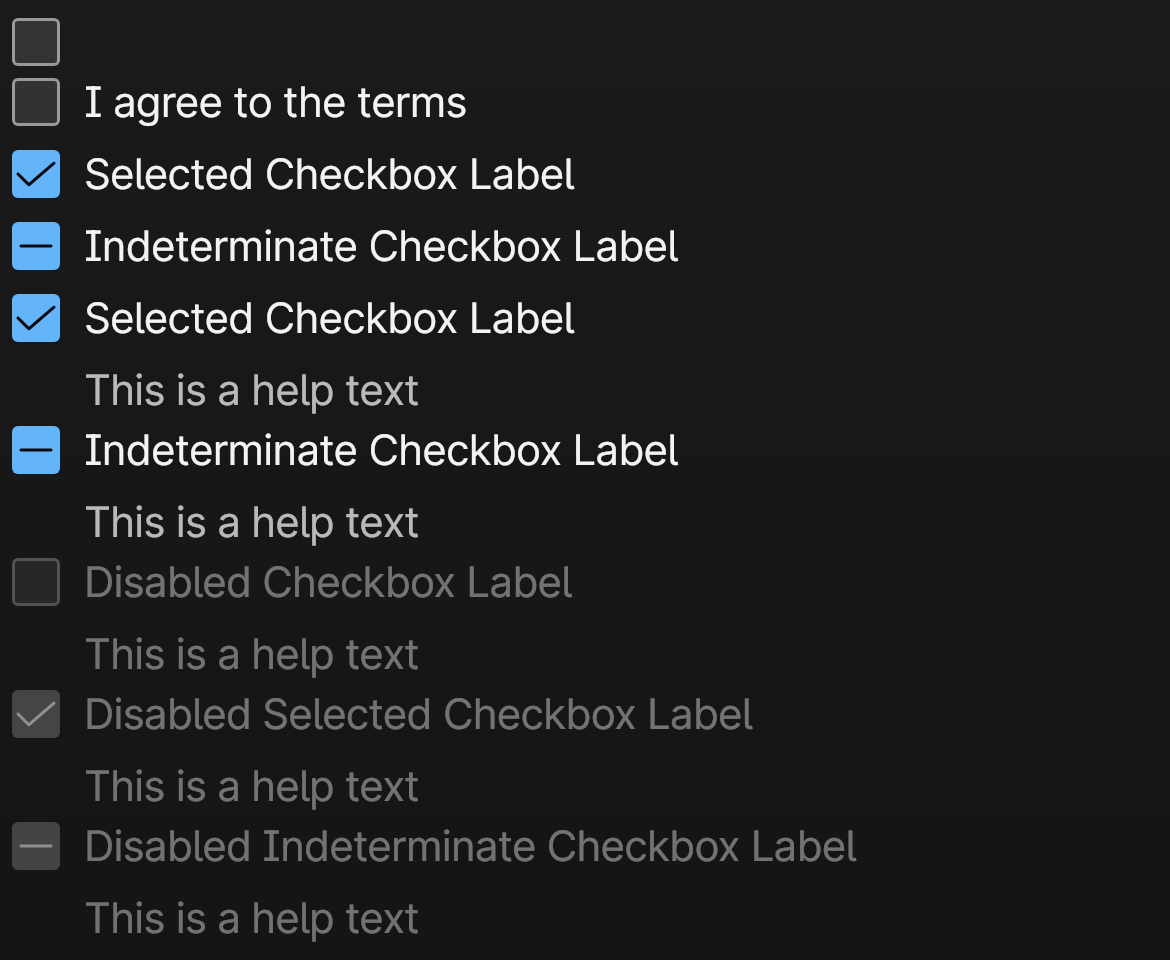 I agree to the terms
Selected Checkbox Label
Indeterminate Checkbox Label
Selected Checkbox Label
This is a help text
Indeterminate Checkbox Label
This is a help text
Disabled Checkbox Label
This is a help text
Disabled Selected Checkbox Label
This is a help text
Disabled Indeterminate Checkbox Label
This is a help text